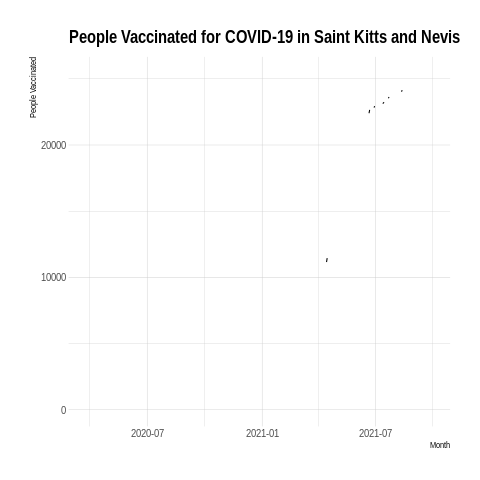 People Vaccinated for COVID-19 in Saint Kitts and Nevis
People Vaccinated
20000
10000
0
2020-07 2021-01 2021-07
Month